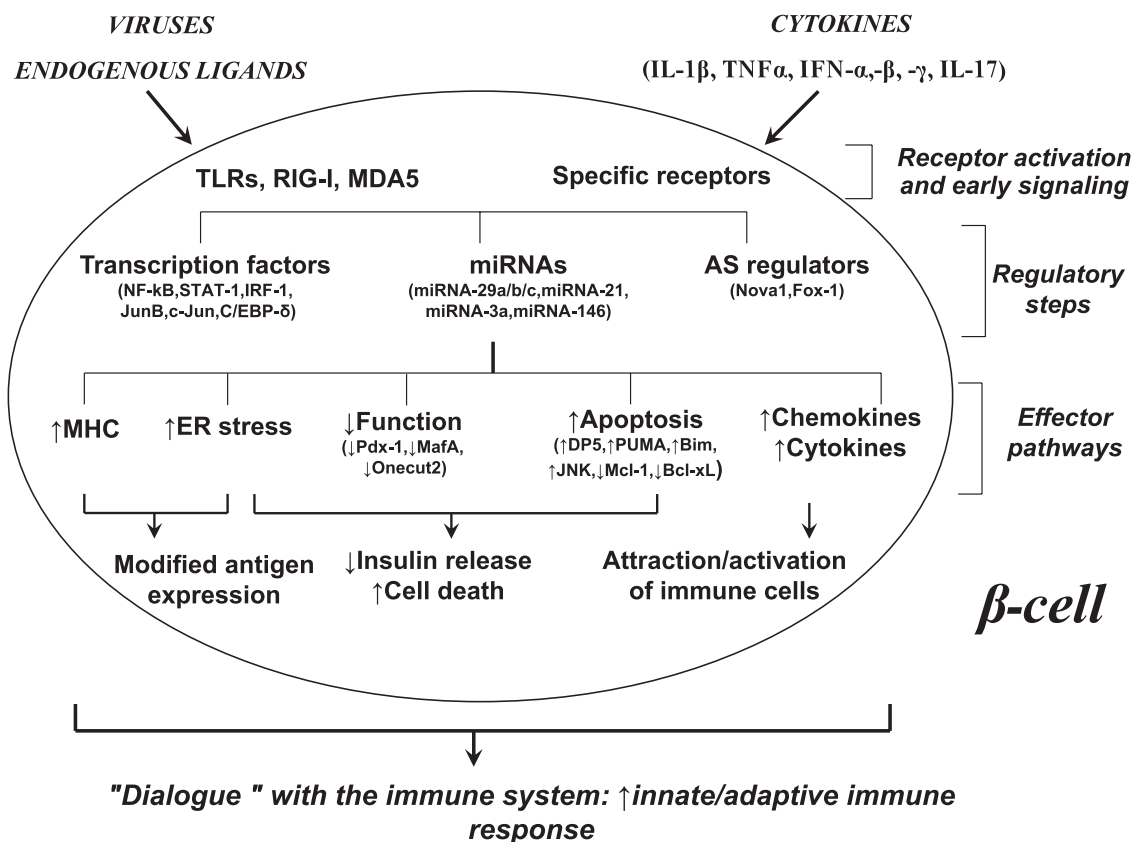 VIRUSES
ENDOGENOUS LIGANDS
CYTOKINES
(IL-1β, TNFα, IFN-α,-β, -γ, IL-17)
TLRs, RIG-I, MDA5
Specific receptors
Receptor activation
and early signaling
Transcription factors
(NF-kB,STAT-1,IRF-1,
JunB,c-Jun,C/EBP-δ)
miRNAs
(miRNA-29a/b/c,miRNA-21,
miRNA-3a,miRNA-146)
AS regulators
(Nova1,Fox-1)
Regulatory
steps
↑MHC
↑ER stress
↓Function
(↓Pdx-1,↓MafA,
↓Onecut2)
↑Apoptosis
(↑DP5,↑PUMA,↑Bim,
↑JNK,↓Mcl-1,↓Bcl-xL)
↑Chemokines
↑Cytokines
Effector
pathways
Modified antigen
expression
↓Insulin release
↑Cell death
Attraction/activation
of immune cells
β-cell
"Dialogue " with the immune system: ↑innate/adaptive immune
response